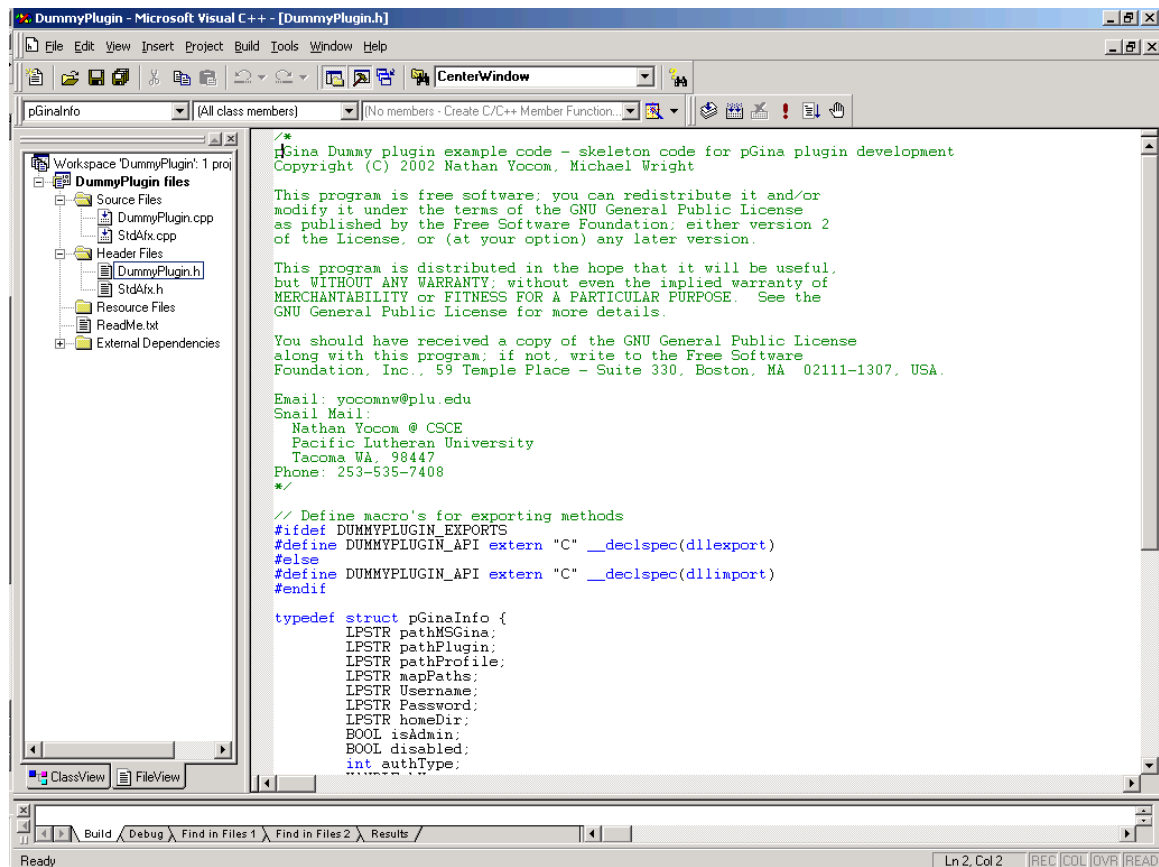 DummyPlugin - Microsoft Visual C++ - [DummyPlugin.h]
File Edit View Insert Project Build Tools Window Help
CenterWindow
pGinaInfo (All class members) (No members - Create C/C++ Member Function...
Workspace 'DummyPlugin': 1 proj
DummyPlugin files
Source Files
DummyPlugin.cpp
StdAfx.cpp
Header Files
DummyPlugin.h
StdAfx.h
Resource Files
ReadMe.txt
External Dependencies
ClassView FileView
/*
pGina Dummy plugin example code - skeleton code for pGina plugin development
Copyright (C) 2002 Nathan Yocom, Michael Wright
This program is free software; you can redistribute it and/or
modify it under the terms of the GNU General Public License
as published by the Free Software Foundation; either version 2
of the License, or (at your option) any later version.
This program is distributed in the hope that it will be useful,
but WITHOUT ANY WARRANTY; without even the implied warranty of
MERCHANTABILITY or FITNESS FOR A PARTICULAR PURPOSE.  See the
GNU General Public License for more details.
You should have received a copy of the GNU General Public License
along with this program; if not, write to the Free Software
Foundation, Inc., 59 Temple Place - Suite 330, Boston, MA  02111-1307, USA.
Email: yocomnw@plu.edu
Snail Mail:
Nathan Yocom @ CSCE
Pacific Lutheran University
Tacoma WA, 98447
Phone: 253-535-7408
*/
// Define macro's for exporting methods
#ifdef DUMMYPLUGIN_EXPORTS
#define DUMMYPLUGIN_API extern "C" __declspec(dllexport)
#else
#define DUMMYPLUGIN_API extern "C" __declspec(dllimport)
#endif
typedef struct pGinaInfo {
LPSTR pathMSGina;
LPSTR pathPlugin;
LPSTR pathProfile;
LPSTR mapPaths;
LPSTR Username;
LPSTR Password;
LPSTR homeDir;
BOOL isAdmin;
BOOL disabled;
int authType;
Build Debug Find in Files 1 Find in Files 2 Results
Ready Ln 2, Col 2 REC COL OVR READ